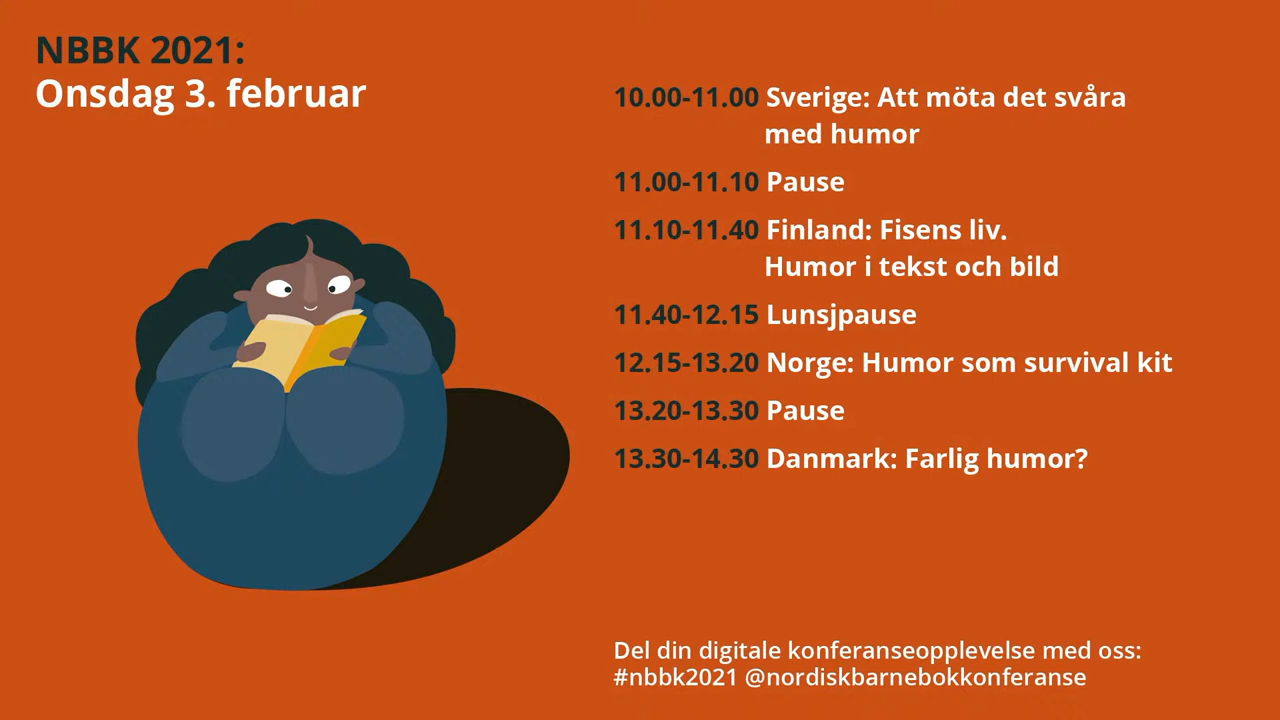 NBBK 2021:
Onsdag 3. februar
10.00-11.00 Sverige: Att möta det svåra
med humor
11.00-11.10 Pause
11.10-11.40 Finland: Fisens liv.
Humor i tekst och bild
11.40-12.15 Lunsjpause
12.15-13.20 Norge: Humor som survival kit
13.20-13.30 Pause
13.30-14.30 Danmark: Farlig humor?
Del din digitale konferanseopplevelse med oss:
#nbbk2021 @nordiskbarnebokkonferanse